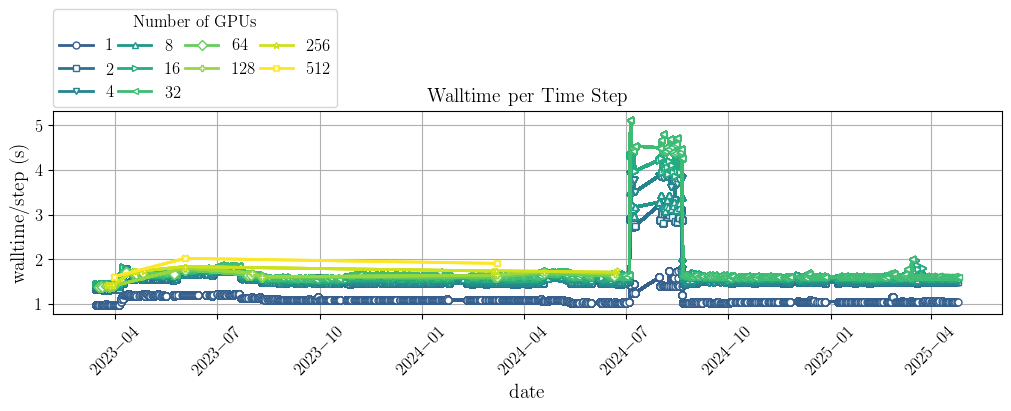 Number of GPUs
1 8 64 256
2 16 128 512
4 32
Walltime per Time Step
walltime/step (s)
5
4
3
2
1
2023−04 2023−07 2023−10 2024−01 2024−04 2024−07 2024−10 2025−01 2025−04
date